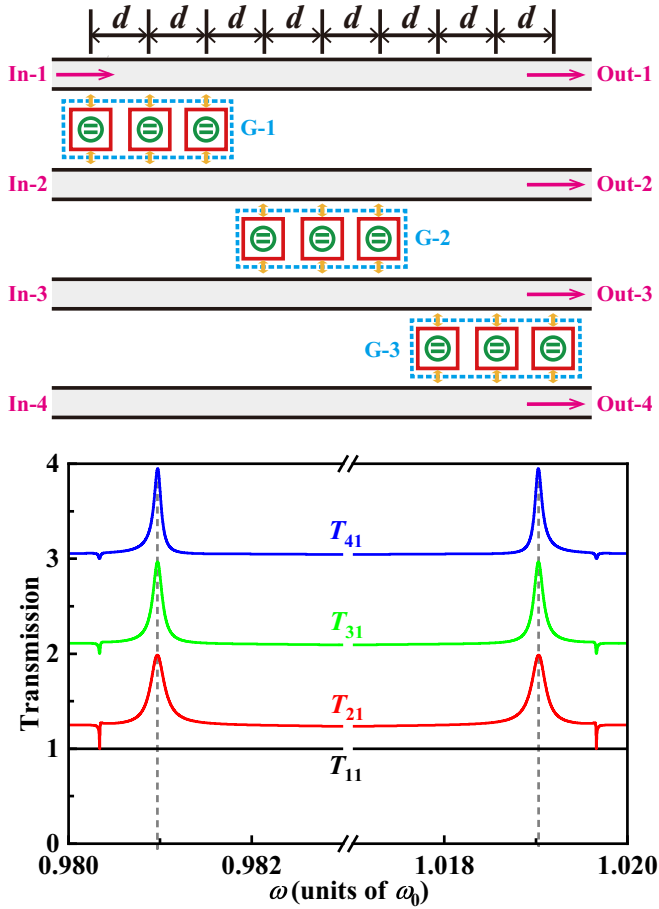 d d d d d d d d
In-1 Out-1
G-1
In-2 Out-2
G-2
In-3 Out-3
G-3
In-4 Out-4
4
T41
3
T31
2
T21
1
T11
0
Transmission
0.980 0.982 1.018 1.020
ω (units of ω0)